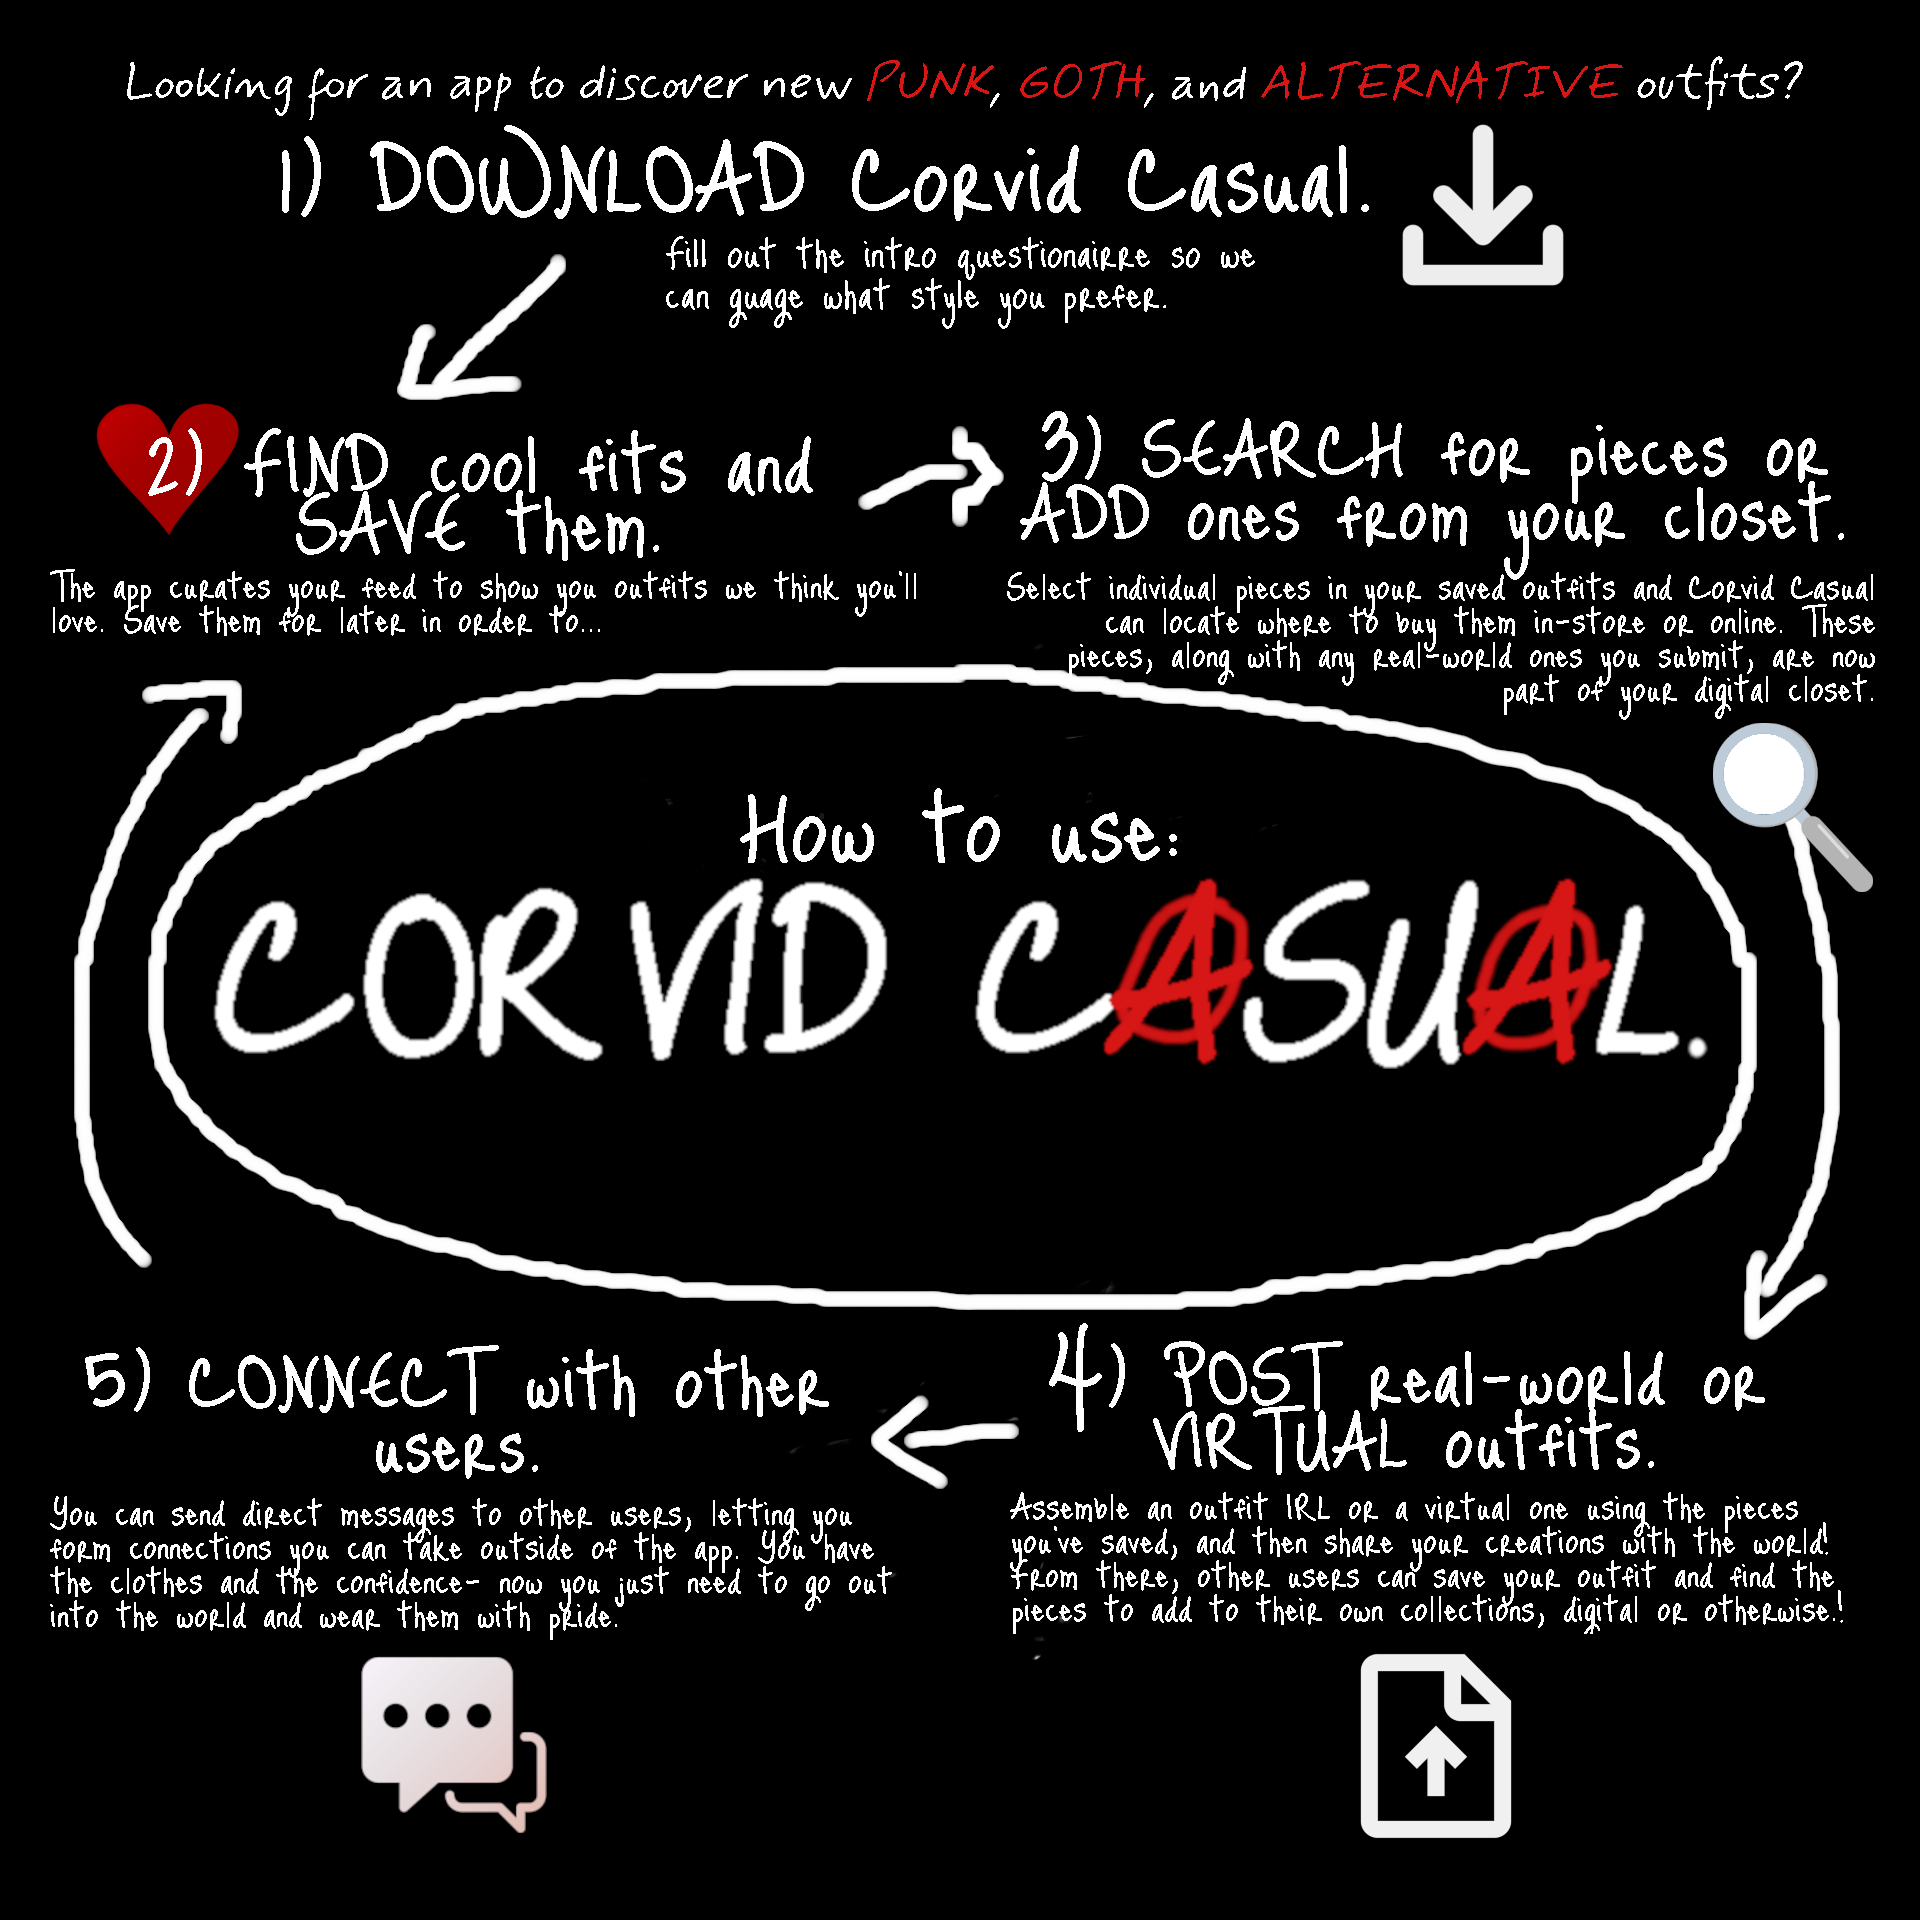 Looking for an app to discover new PUNK, GOTH, and ALTERNATIVE outfits?
1) DOWNLOAD Corvid Casual.
fill out the intro questionairre so we
can guage what style you prefer.
2) FIND cool fits and
SAVE them.
The app curates your feed to show you outfits we think you'll
love. Save them for later in order to...
3) SEARCH for pieces or
ADD ones from your closet.
Select individual pieces in your saved outfits and Corvid Casual
can locate where to buy them in-store or online. These
pieces, along with any real-world ones you submit, are now
part of your digital closet.
How to use:
CORVID CASUAL.
5) CONNECT with other
users.
You can send direct messages to other users, letting you
form connections you can take outside of the app. You have
the clothes and the confidence- now you just need to go out
into the world and wear them with pride.
4) POST real-world or
VIRTUAL outfits.
Assemble an outfit IRL or a virtual one using the pieces
you've saved, and then share your creations with the world!
From there, other users can save your outfit and find the
pieces to add to their own collections, digital or otherwise.!